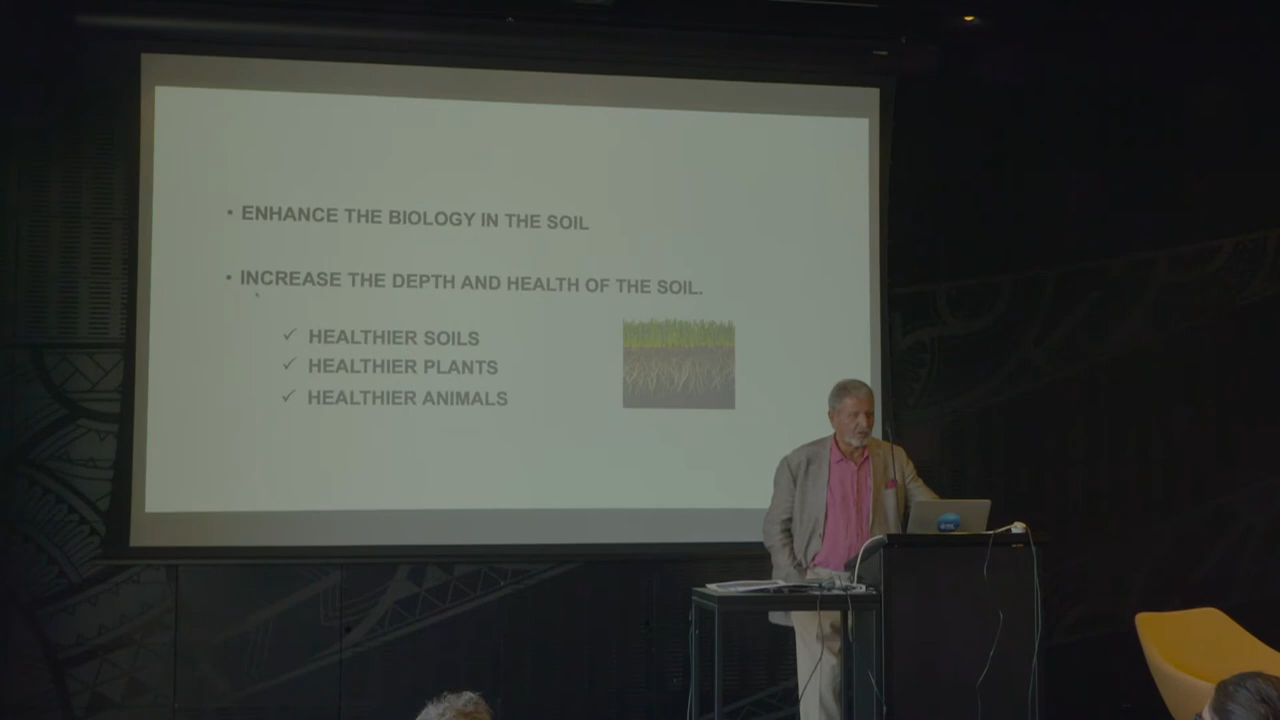 • ENHANCE THE BIOLOGY IN THE SOIL
• INCREASE THE DEPTH AND HEALTH OF THE SOIL.
✓ HEALTHIER SOILS
✓ HEALTHIER PLANTS
✓ HEALTHIER ANIMALS